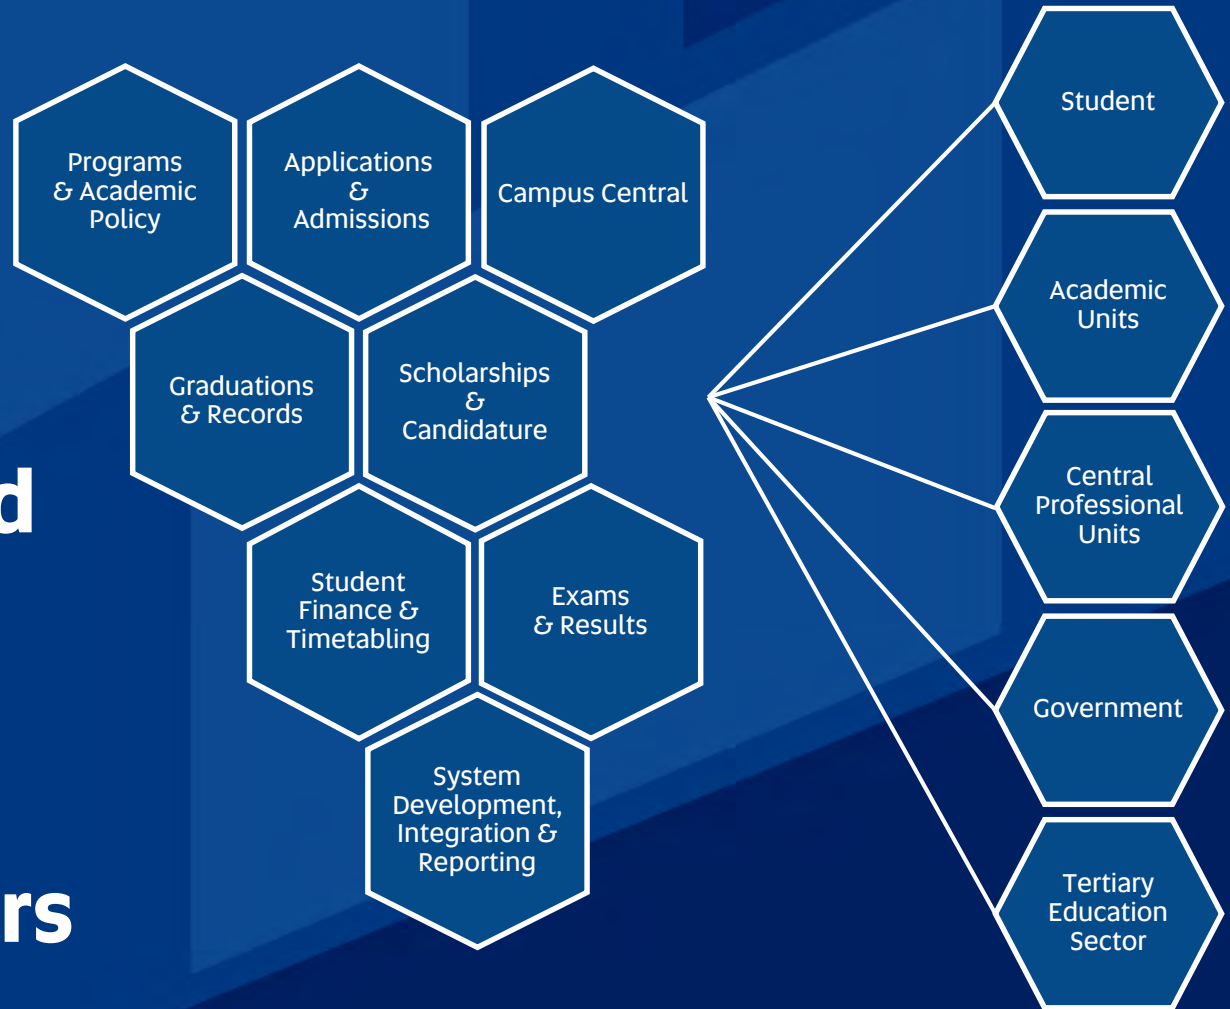 Programs
& Academic
Policy
Applications
&
Admissions
Campus Central
Graduations
& Records
Scholarships
&
Candidature
Student
Finance &
Timetabling
Exams
& Results
System
Development,
Integration &
Reporting
d
rs
Student
Academic
Units
Central
Professional
Units
Government
Tertiary
Education
Sector